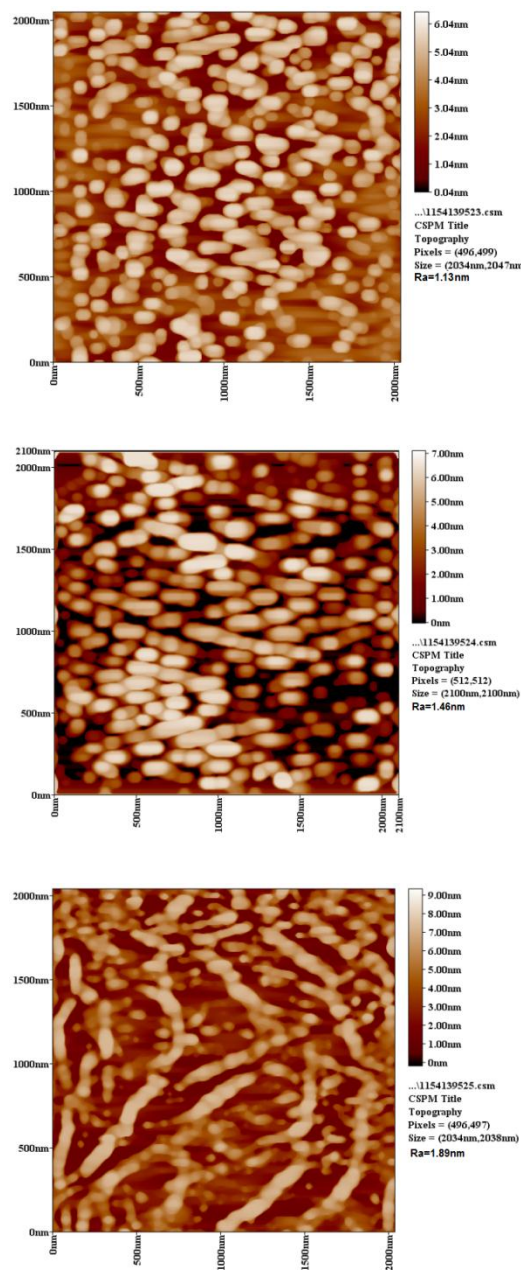 2000nm
1500nm
1000nm
500nm
0nm
0nm
500nm
1000nm
1500nm
2000nm
6.04nm
5.04nm
4.04nm
3.04nm
2.04nm
1.04nm
0.04nm
...\1154139523.csm
CSPM Title
Topography
Pixels = (496,499)
Size = (2034nm,2047nm
Ra=1.13nm
2100nm
2000nm
1500nm
1000nm
500nm
0nm
0nm
500nm
1000nm
1500nm
2000nm
2100nm
7.00nm
6.00nm
5.00nm
4.00nm
3.00nm
2.00nm
1.00nm
0nm
...\1154139524.csm
CSPM Title
Topography
Pixels = (512,512)
Size = (2100nm,2100nm)
Ra=1.46nm
2000nm
1500nm
1000nm
500nm
0nm
0nm
500nm
1000nm
1500nm
2000nm
9.00nm
8.00nm
7.00nm
6.00nm
5.00nm
4.00nm
3.00nm
2.00nm
1.00nm
0nm
...\1154139525.csm
CSPM Title
Topography
Pixels = (496,497)
Size = (2034nm,2038nm)
Ra=1.89nm